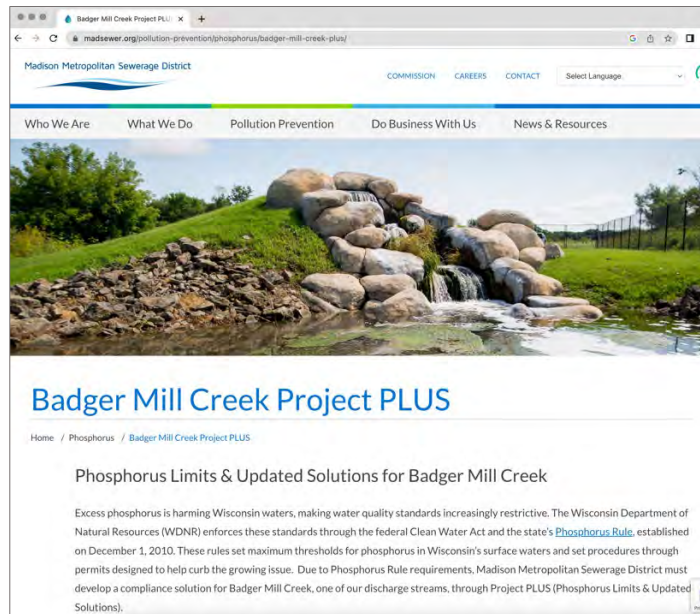 Badger Mill Creek Project PLU
madsewer.org/pollution-prevention/phosphorus/badger-mill-creek-plus/
Madison Metropolitan Sewerage District
COMMISSION CAREERS CONTACT Select Language
Who We Are What We Do Pollution Prevention Do Business With Us News & Resources
Badger Mill Creek Project PLUS
Home / Phosphorus / Badger Mill Creek Project PLUS
Phosphorus Limits & Updated Solutions for Badger Mill Creek
Excess phosphorus is harming Wisconsin waters, making water quality standards increasingly restrictive. The Wisconsin Department of
Natural Resources (WDNR) enforces these standards through the federal Clean Water Act and the state's Phosphorus Rule, established
on December 1, 2010. These rules set maximum thresholds for phosphorus in Wisconsin's surface waters and set procedures through
permits designed to help curb the growing issue. Due to Phosphorus Rule requirements, Madison Metropolitan Sewerage District must
develop a compliance solution for Badger Mill Creek, one of our discharge streams, through Project PLUS (Phosphorus Limits & Updated
Solutions).